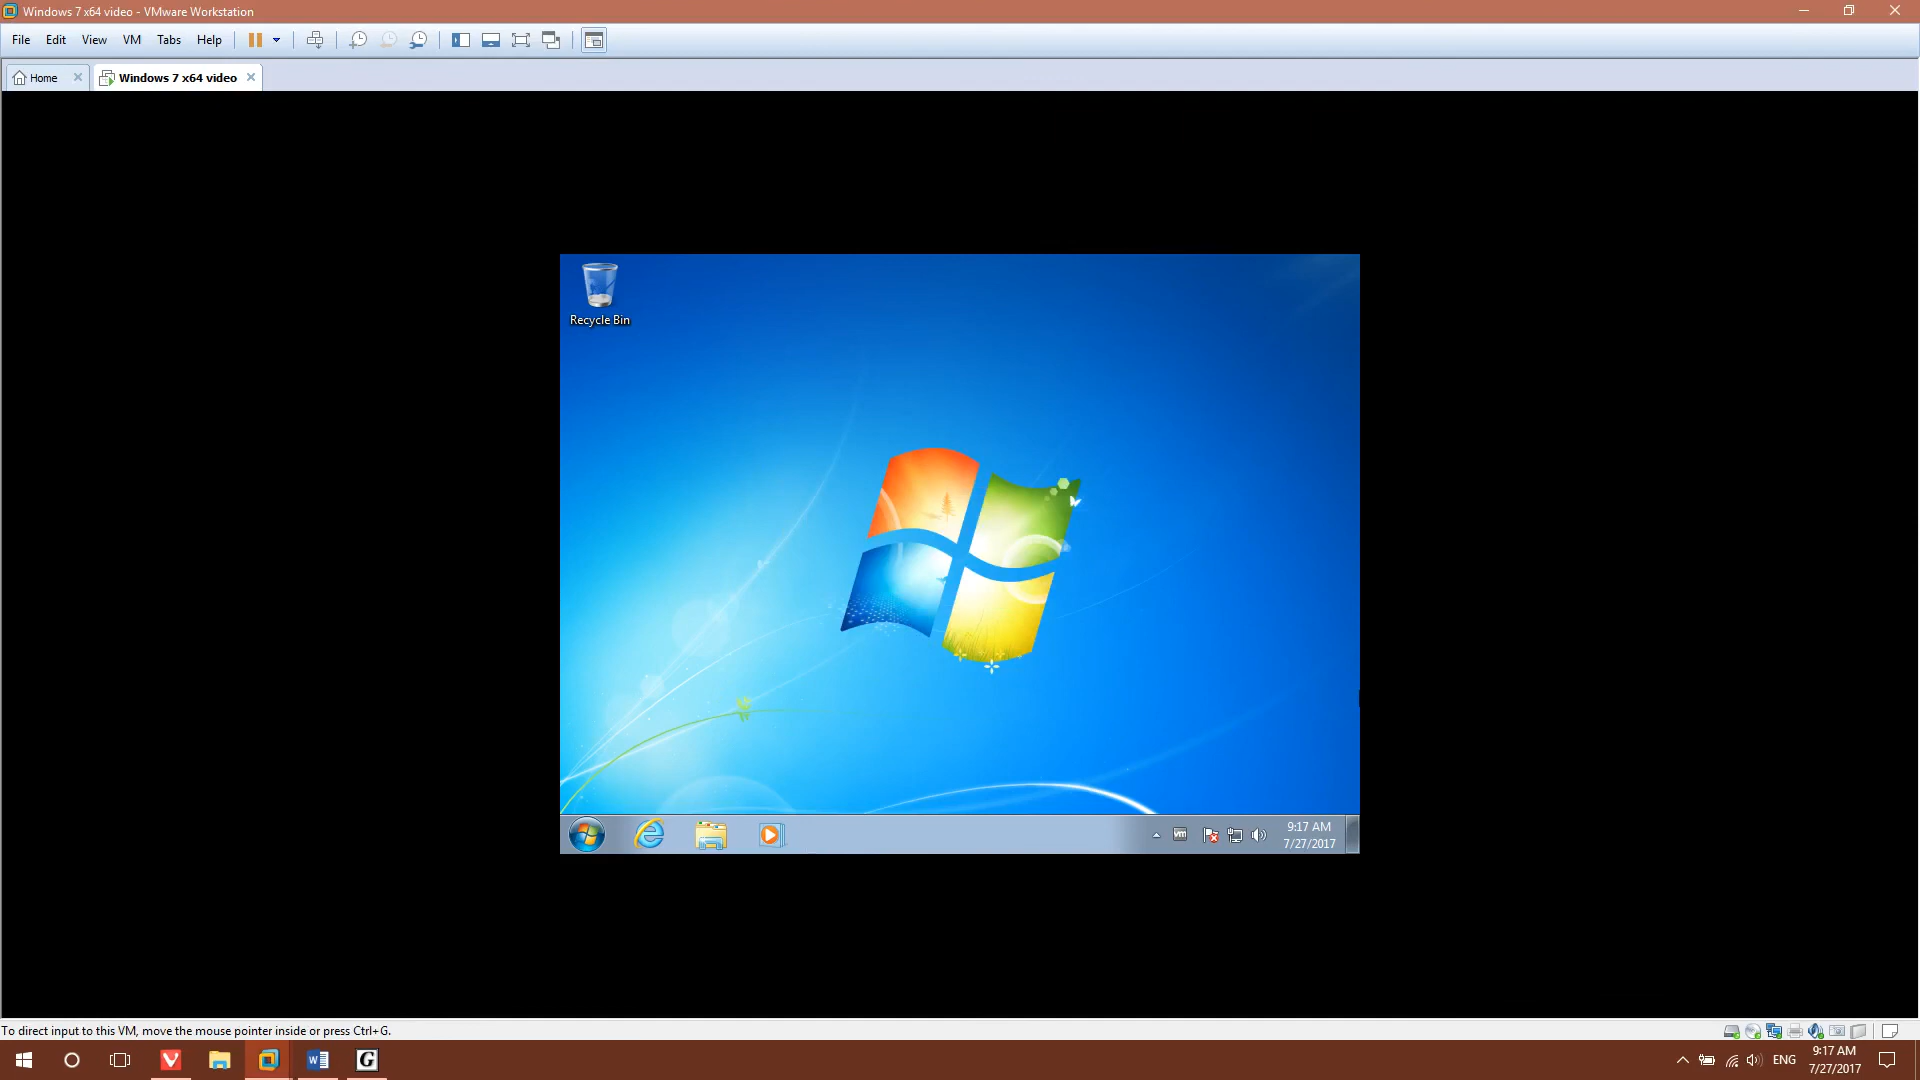 Windows 7 x64 video - VMware Workstation
File Edit View VM Tabs Help
Home Windows 7 x64 video
Recycle Bin
vm
9:17 AM
7/27/2017
To direct input to this VM, move the mouse pointer inside or press Ctrl+G.
G
ENG
9:17 AM
7/27/2017